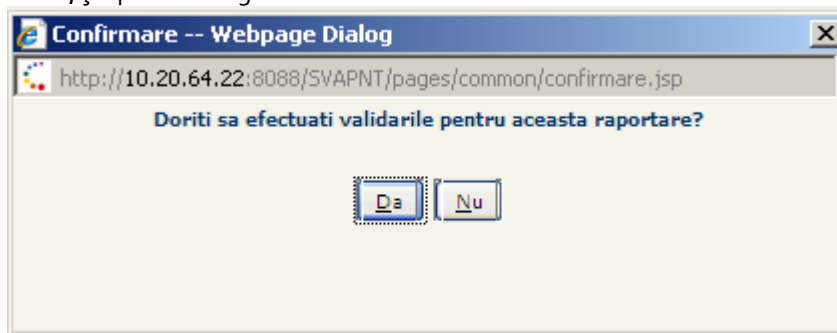 Confirmare -- Webpage Dialog
http://10.20.64.22:8088/SVAPNT/pages/common/confirmare.jsp
Doriti sa efectuati validarile pentru aceasta raportare?
Da Nu